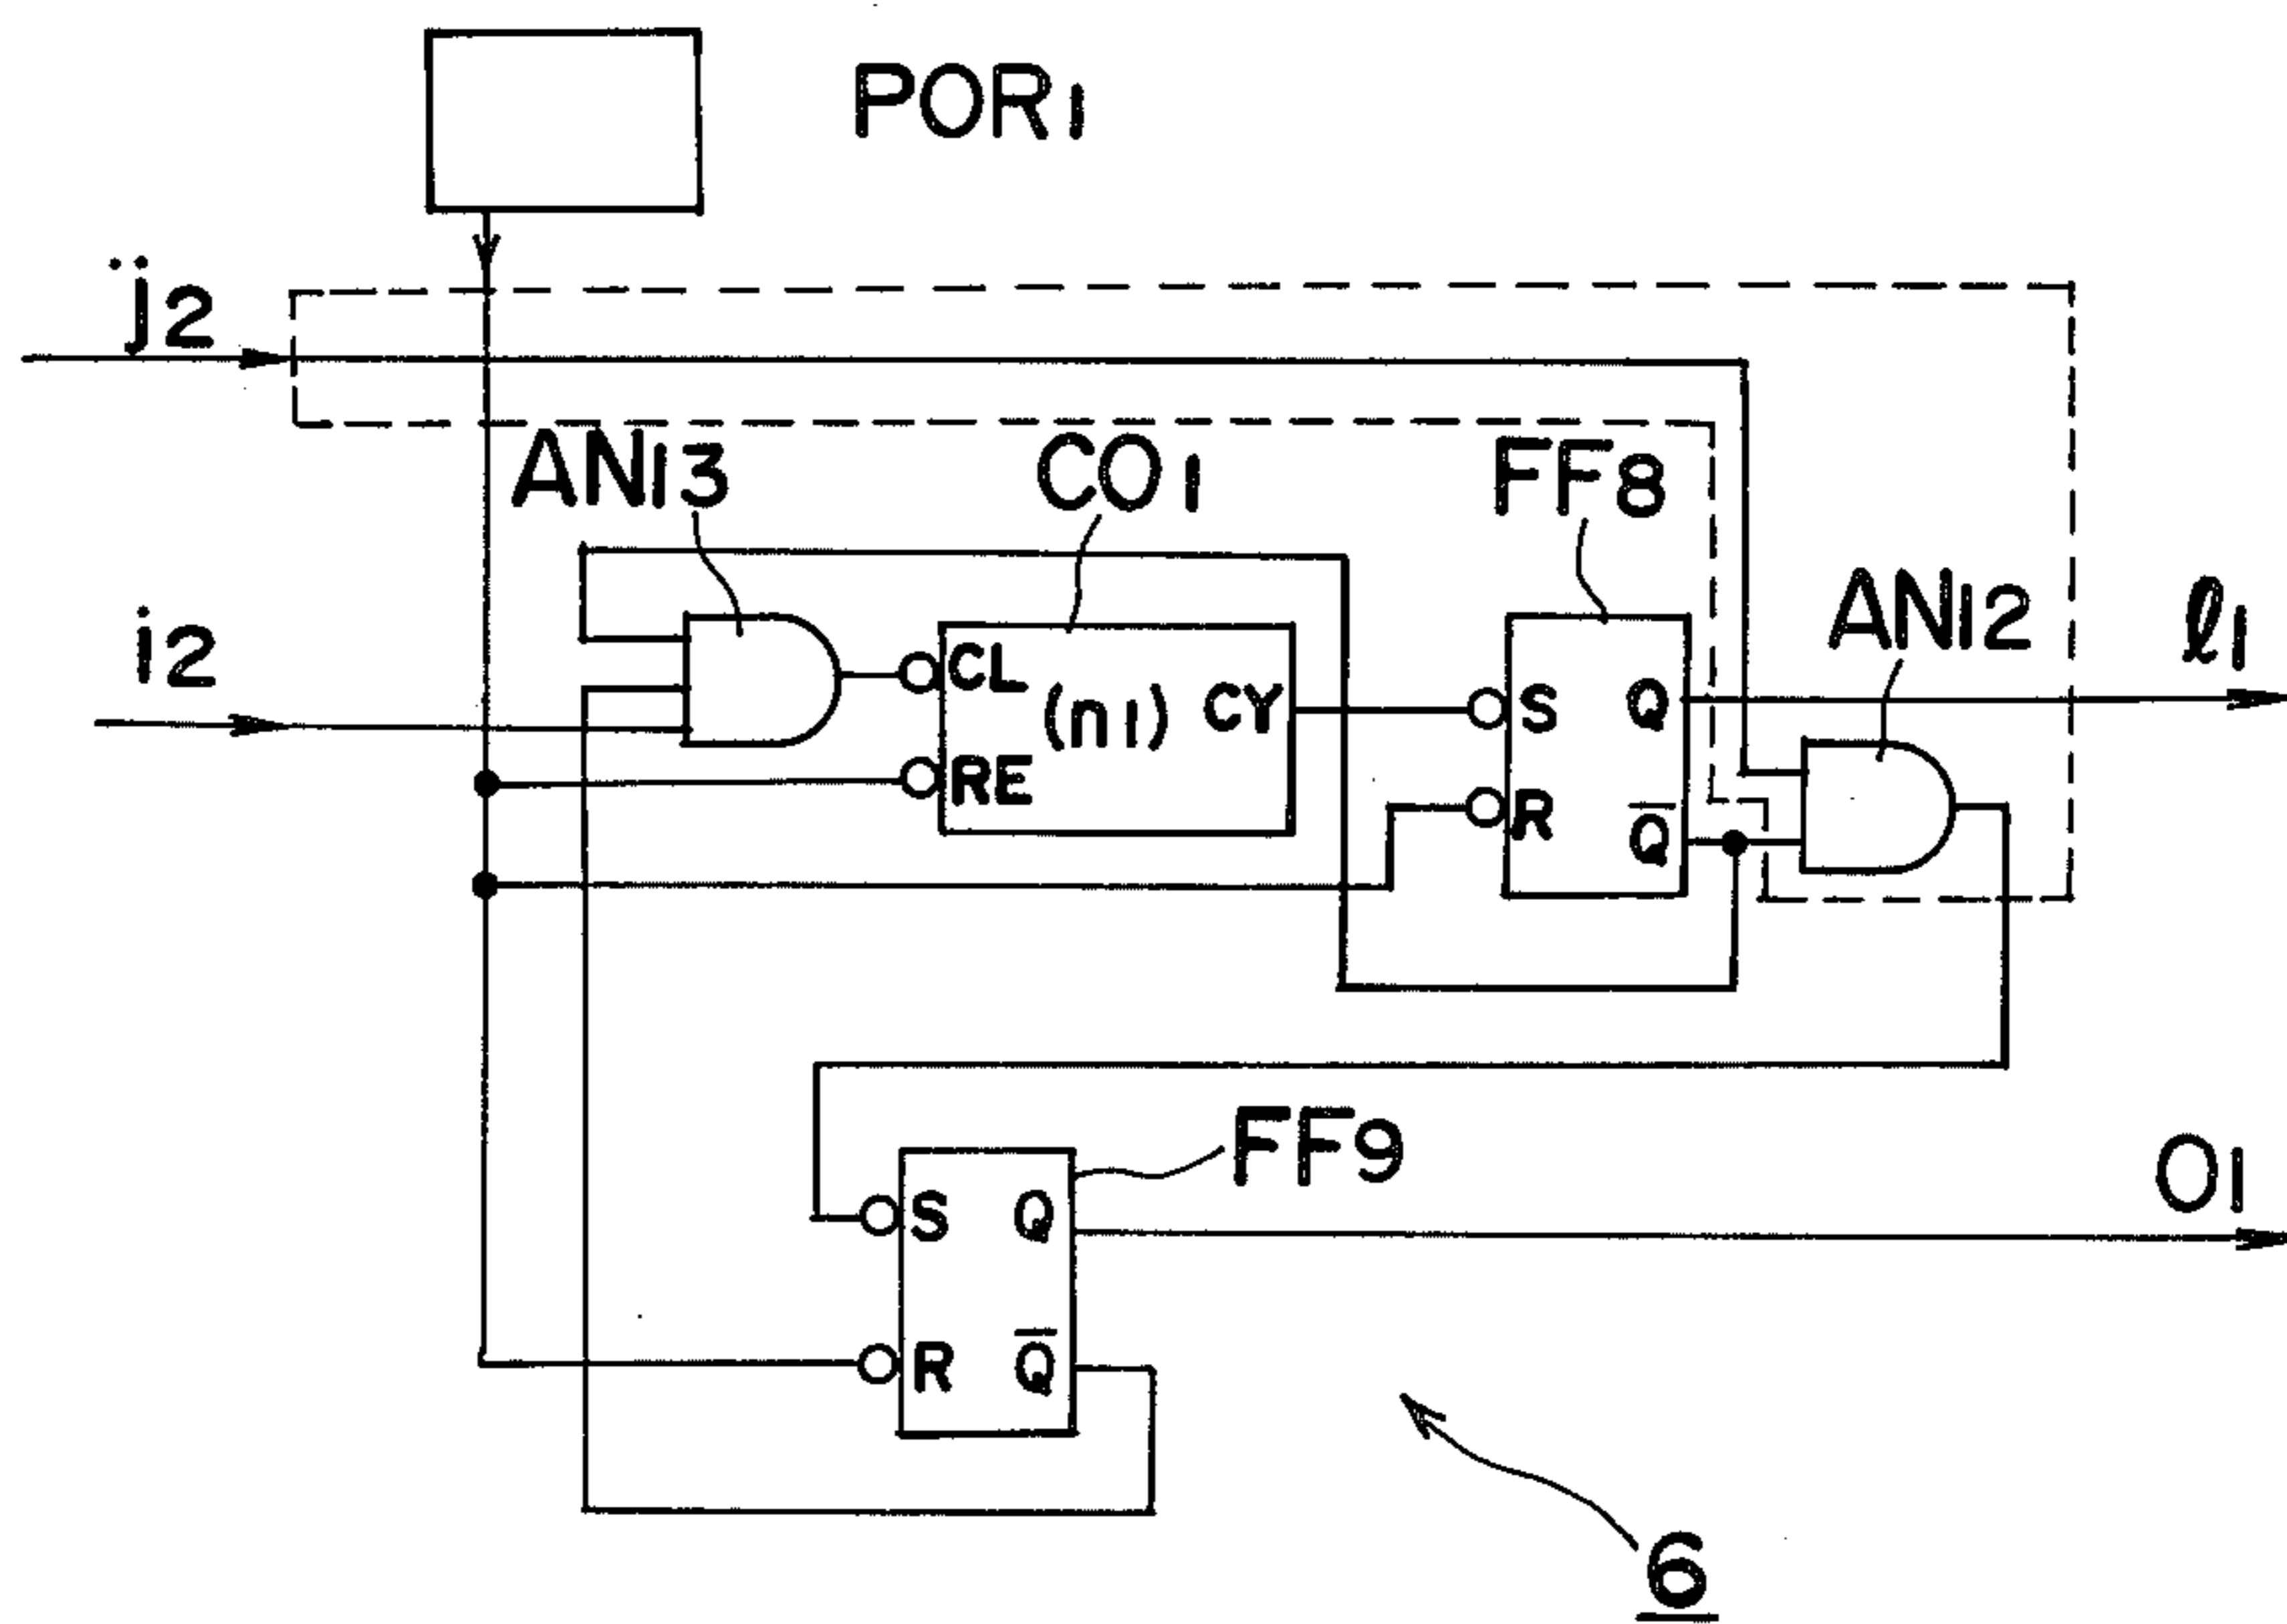 POR1
j2
AN13
CO1
FF8
i2
CL
(n1)
CY
RE
S
Q
R
Q̅
AN12
ℓ1
FF9
S
Q
R
Q̅
O1
6